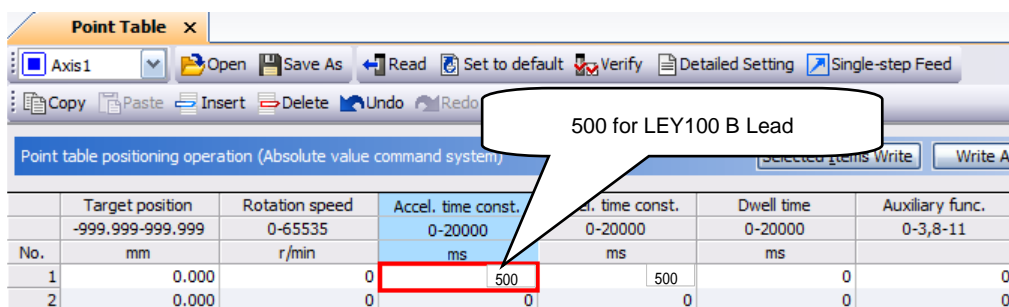 Point Table ×
Axis1 Open Save As Read Set to default Verify Detailed Setting Single-step Feed
Copy Paste Insert Delete Undo Redo
500 for LEY100 B Lead
Point table positioning operation (Absolute value command system) Selected Items Write Write A
Target position Rotation speed Accel. time const. el. time const. Dwell time Auxiliary func.
-999.999-999.999 0-65535 0-20000 0-20000 0-20000 0-3,8-11
No. mm r/min ms ms ms
1 0.000 0 500 500 0 0
2 0.000 0 0 0 0 0